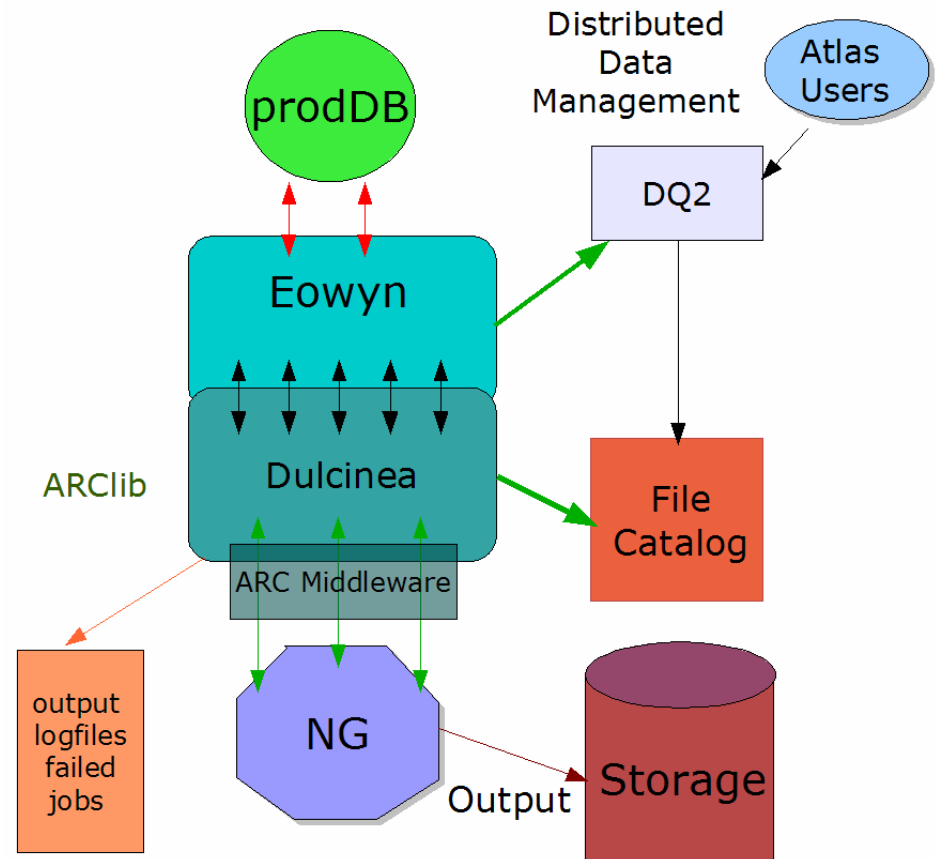 prodDB
Distributed
Data
Management
Atlas
Users
DQ2
Eowyn
Dulcinea
ARClib
File
Catalog
ARC Middleware
output
logfiles
failed
jobs
NG
Output
Storage